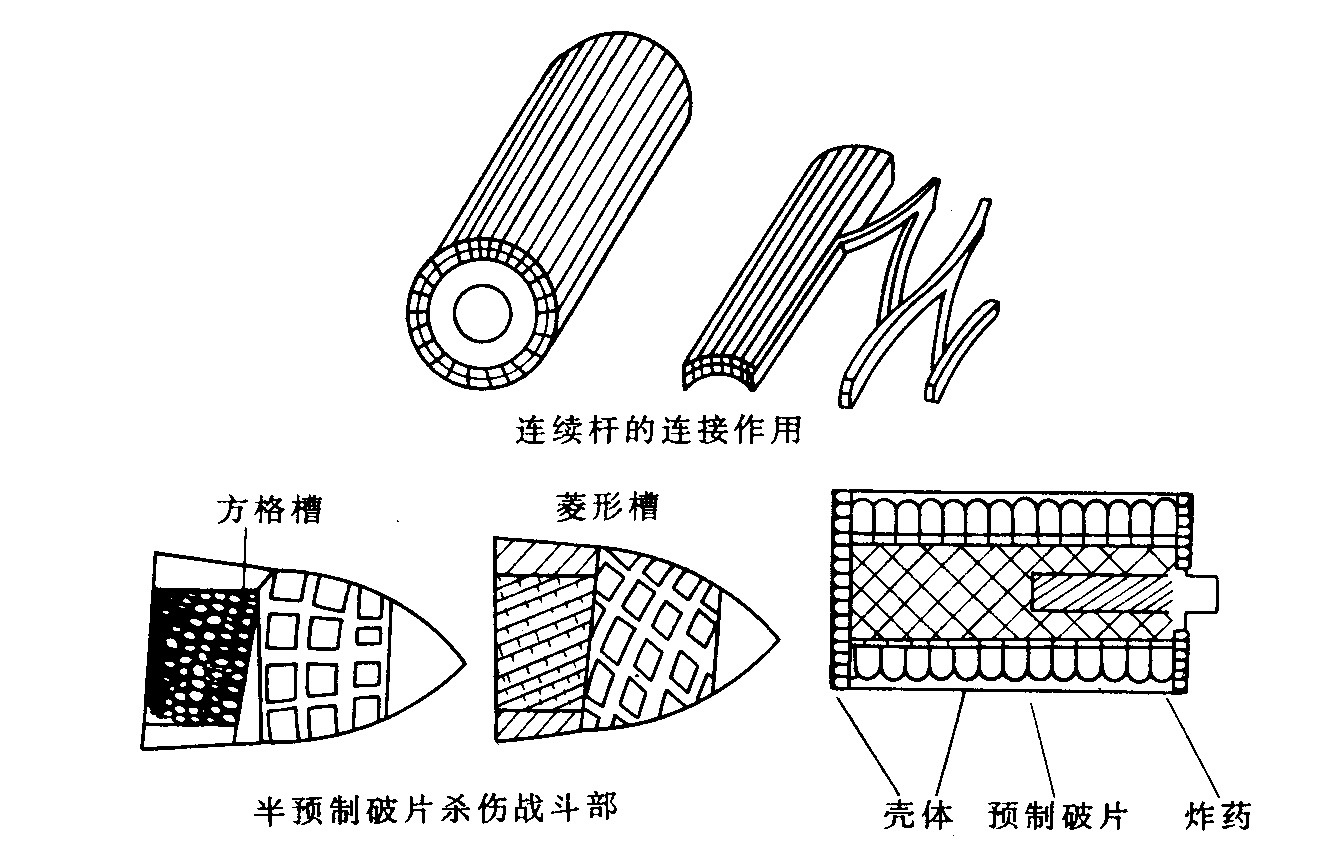 连续杆的连接作用
方格槽
菱形槽
半预制破片杀伤战斗部
壳体
预制破片
炸药